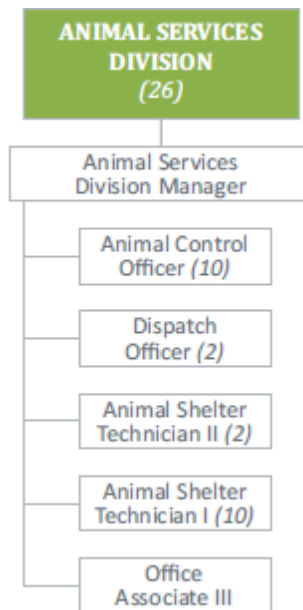 ANIMAL SERVICES
DIVISION
(26)
Animal Services
Division Manager
Animal Control
Officer (10)
Dispatch
Officer (2)
Animal Shelter
Technician II (2)
Animal Shelter
Technician I (10)
Office
Associate III